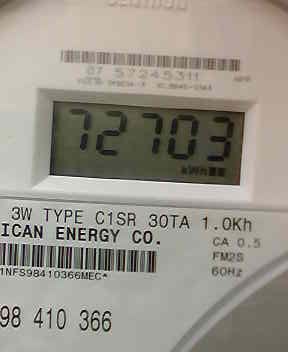 07 57245311
72703
kWh
3W TYPE C1SR 30TA 1.0Kh
ICAN ENERGY CO.
CA 0.5
FM2S
60Hz
1NFS98410366MEC*
98 410 366